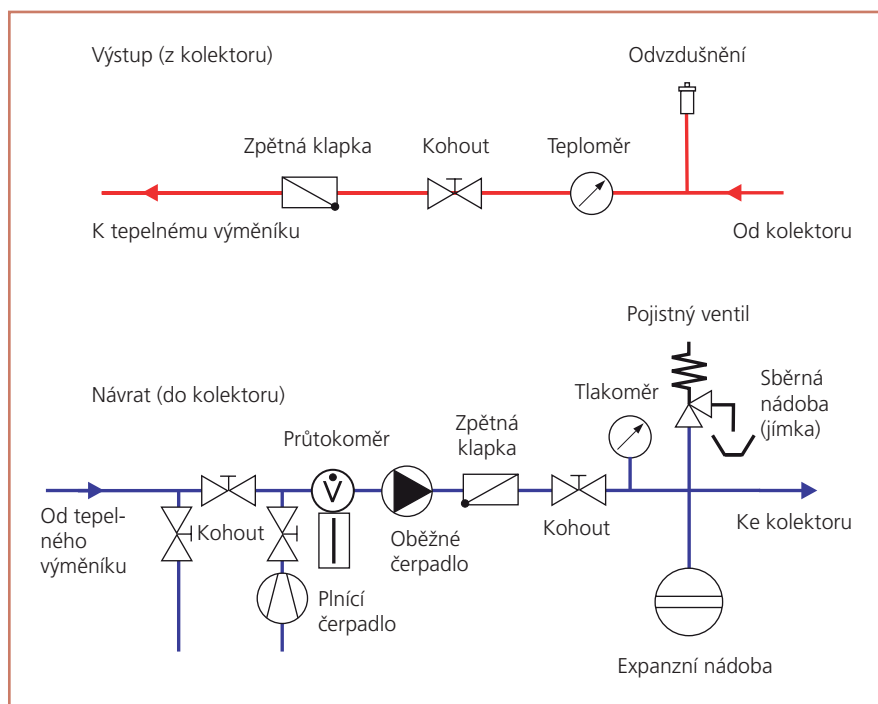 Výstup (z kolektoru)
Odvzdušnění
Zpětná klapka
Kohout
Teploměr
K tepelnému výměníku
Od kolektoru
Pojistný ventil
Návrat (do kolektoru)
Tlakoměr
Sběrná
nádoba
(jímka)
Průtokoměr
Zpětná
klapka
V̇
Od tepel-
ného
výměníku
Kohout
Oběžné
čerpadlo
Kohout
Ke kolektoru
Plnící
čerpadlo
Expanzní nádoba